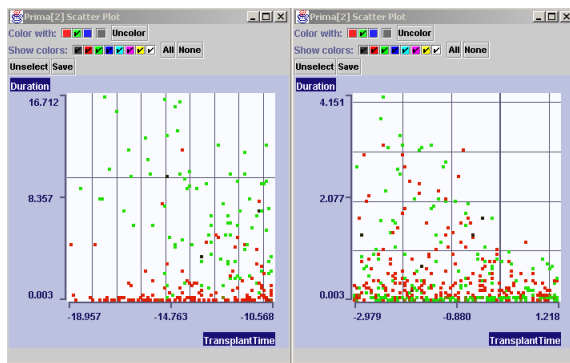 Prima[2] Scatter Plot
Color with: Uncolor
Show colors: All None
Unselect Save
Duration
16.712
8.357
0.003
-18.957 -14.763 -10.568
TransplantTime
Prima[2] Scatter Plot
Color with: Uncolor
Show colors: All None
Unselect Save
Duration
4.151
2.077
0.003
-2.979 -0.880 1.218
TransplantTime